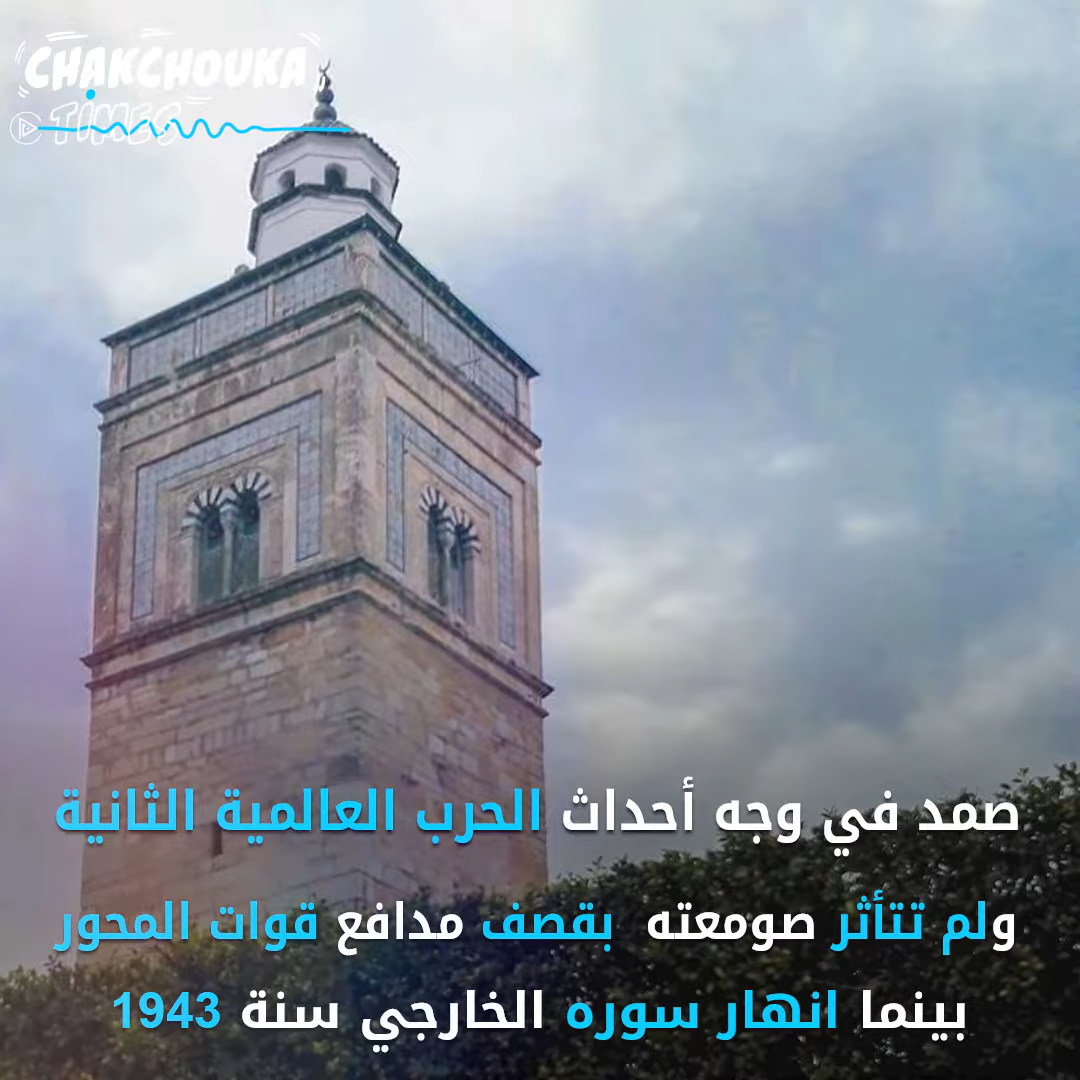 CHAKCHOUKA
TIMES
صمد في وجه أحداث الحرب العالمية الثانية
ولم تتأثر صومعته بقصف مدافع قوات المحور
بينما انهار سوره الخارجي سنة 1943